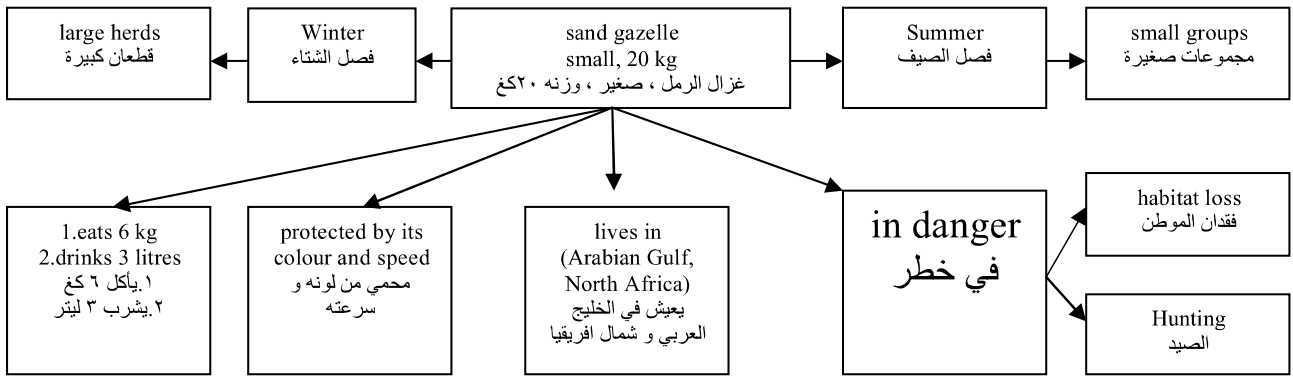 large herds
قطعان كبيرة
Winter
فصل الشتاء
sand gazelle
small, 20 kg
غزال الرمل ، صغير ، وزنه ٢٠كغ
Summer
فصل الصيف
small groups
مجموعات صغيرة
1.eats 6 kg
2.drinks 3 litres
١.يأكل ٦ كغ
٢.يشرب ٣ ليتر
protected by its
colour and speed
محمي من لونه و
سرعته
lives in
(Arabian Gulf,
North Africa)
يعيش في الخليج
العربي و شمال افريقيا
in danger
في خطر
habitat loss
فقدان الموطن
Hunting
الصيد